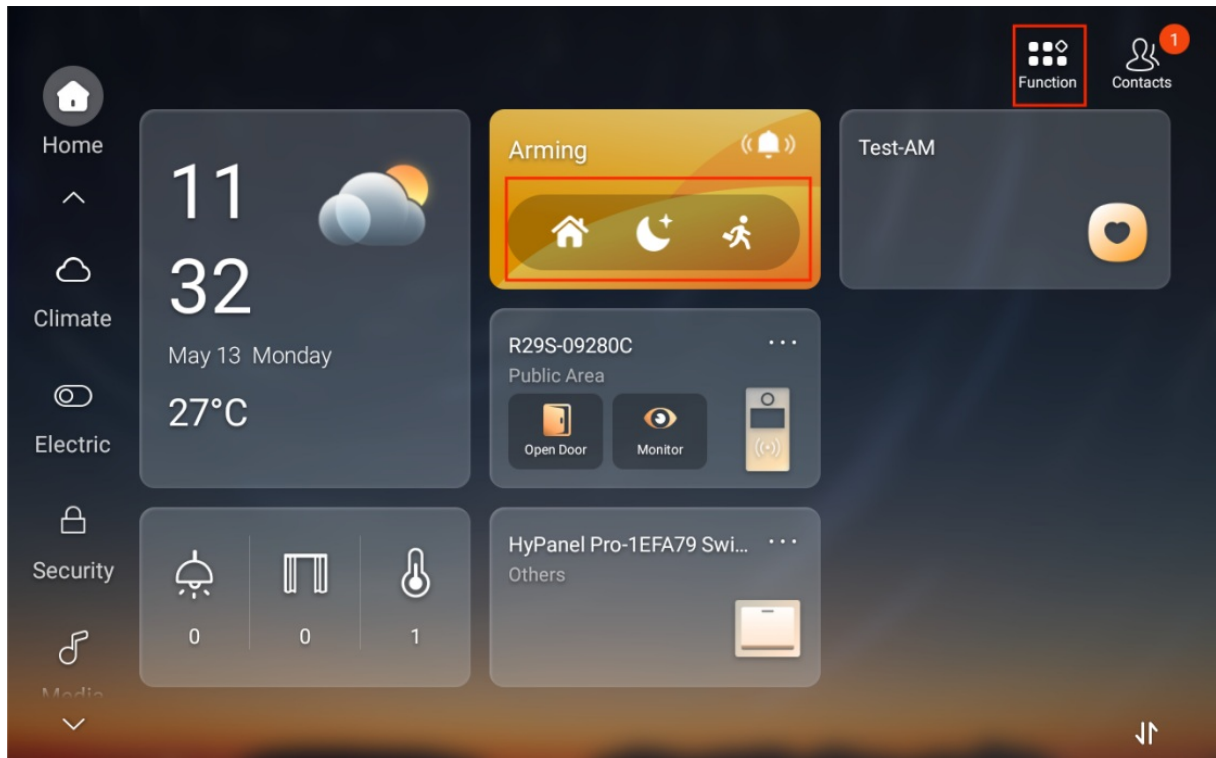 Function
Contacts
1
Home
Climate
Electric
Security
Media
11
32
May 13 Monday
27°C
0
0
1
Arming
R29S-09280C
Public Area
Open Door
Monitor
HyPanel Pro-1EFA79 Swi...
Others
Test-AM